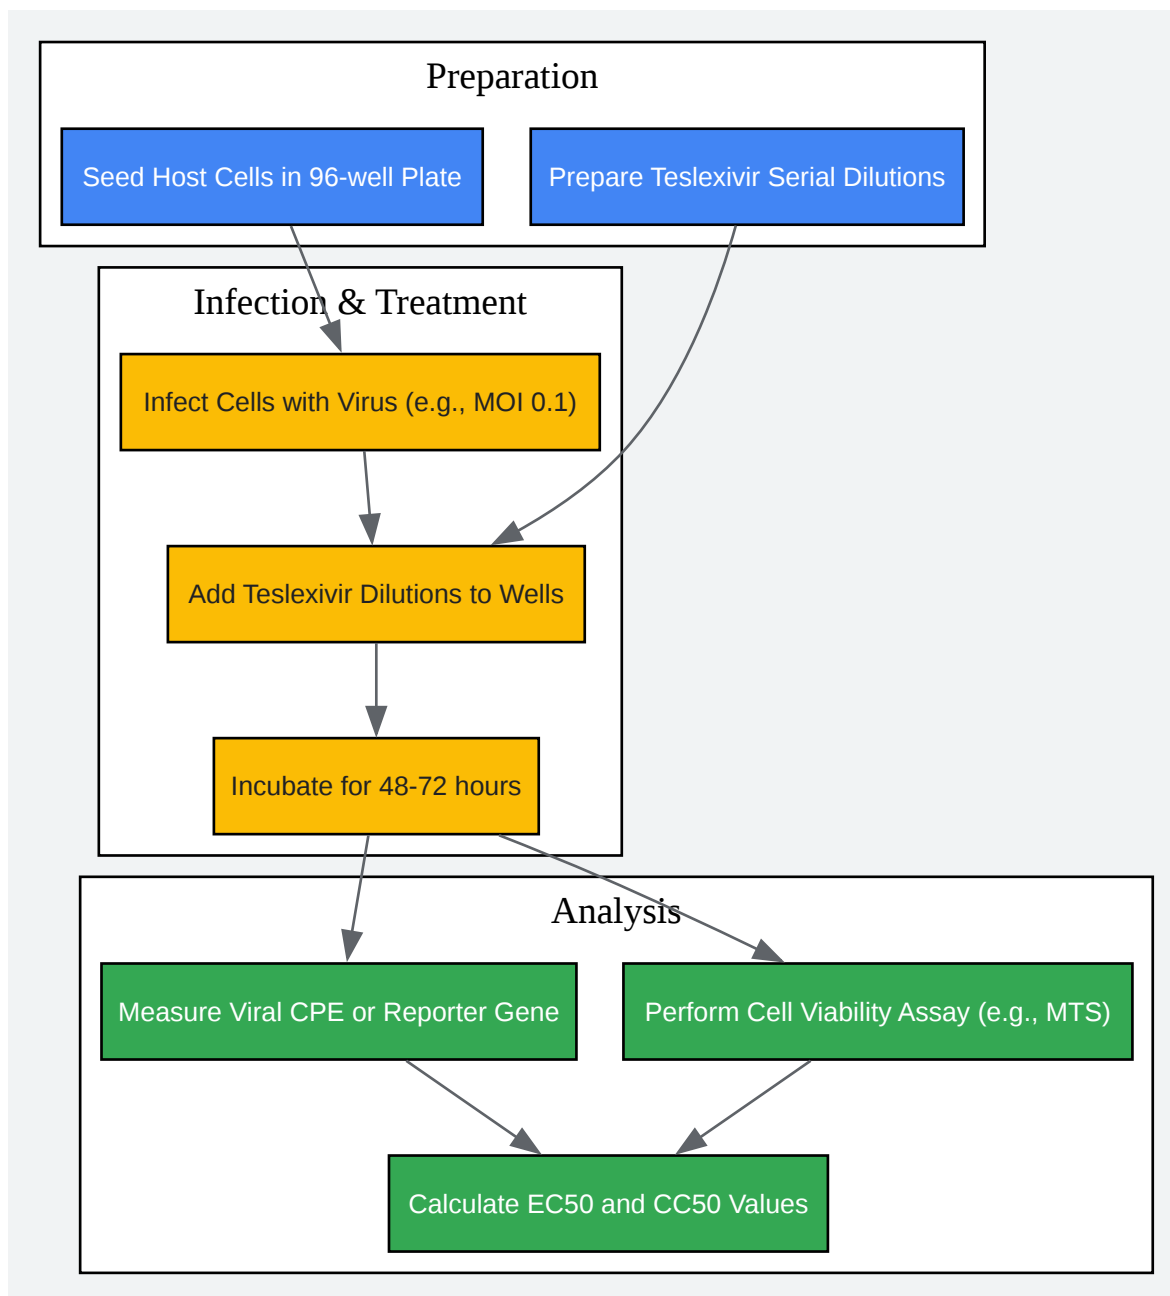 Preparation
Seed Host Cells in 96-well Plate
Prepare Teslexivir Serial Dilutions
Infection & Treatment
Infect Cells with Virus (e.g., MOI 0.1)
Add Teslexivir Dilutions to Wells
Incubate for 48-72 hours
Analysis
Measure Viral CPE or Reporter Gene
Perform Cell Viability Assay (e.g., MTS)
Calculate EC50 and CC50 Values